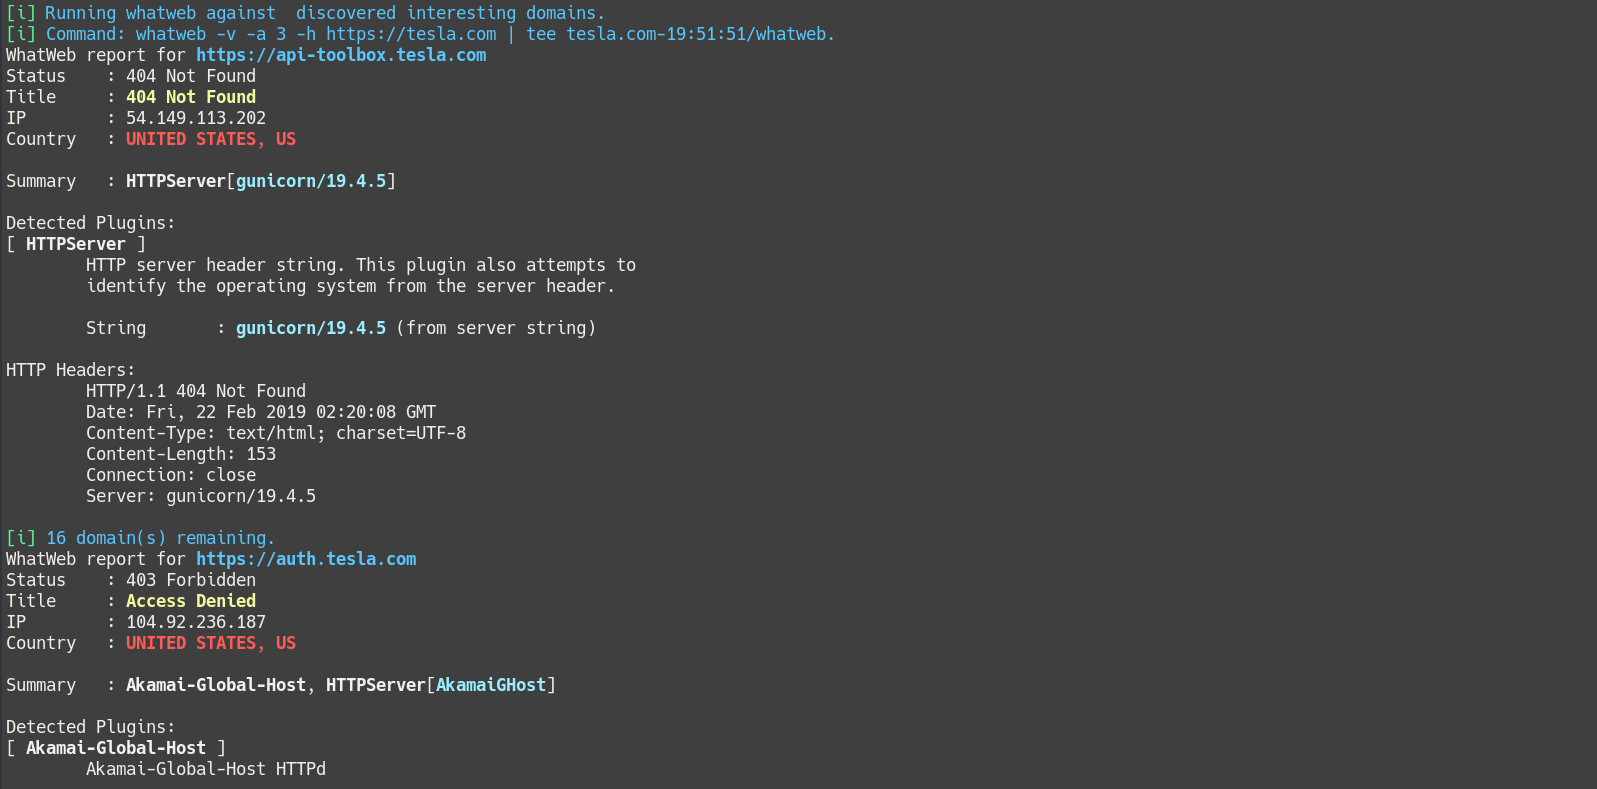 [i] Running whatweb against  discovered interesting domains.
[i] Command: whatweb -v -a 3 -h https://tesla.com | tee tesla.com-19:51:51/whatweb.
WhatWeb report for https://api-toolbox.tesla.com
Status    : 404 Not Found
Title     : 404 Not Found
IP        : 54.149.113.202
Country   : UNITED STATES, US
Summary   : HTTPServer[gunicorn/19.4.5]
Detected Plugins:
[ HTTPServer ]
        HTTP server header string. This plugin also attempts to
        identify the operating system from the server header.
        String       : gunicorn/19.4.5 (from server string)
HTTP Headers:
        HTTP/1.1 404 Not Found
        Date: Fri, 22 Feb 2019 02:20:08 GMT
        Content-Type: text/html; charset=UTF-8
        Content-Length: 153
        Connection: close
        Server: gunicorn/19.4.5
[i] 16 domain(s) remaining.
WhatWeb report for https://auth.tesla.com
Status    : 403 Forbidden
Title     : Access Denied
IP        : 104.92.236.187
Country   : UNITED STATES, US
Summary   : Akamai-Global-Host, HTTPServer[AkamaiGHost]
Detected Plugins:
[ Akamai-Global-Host ]
        Akamai-Global-Host HTTPd